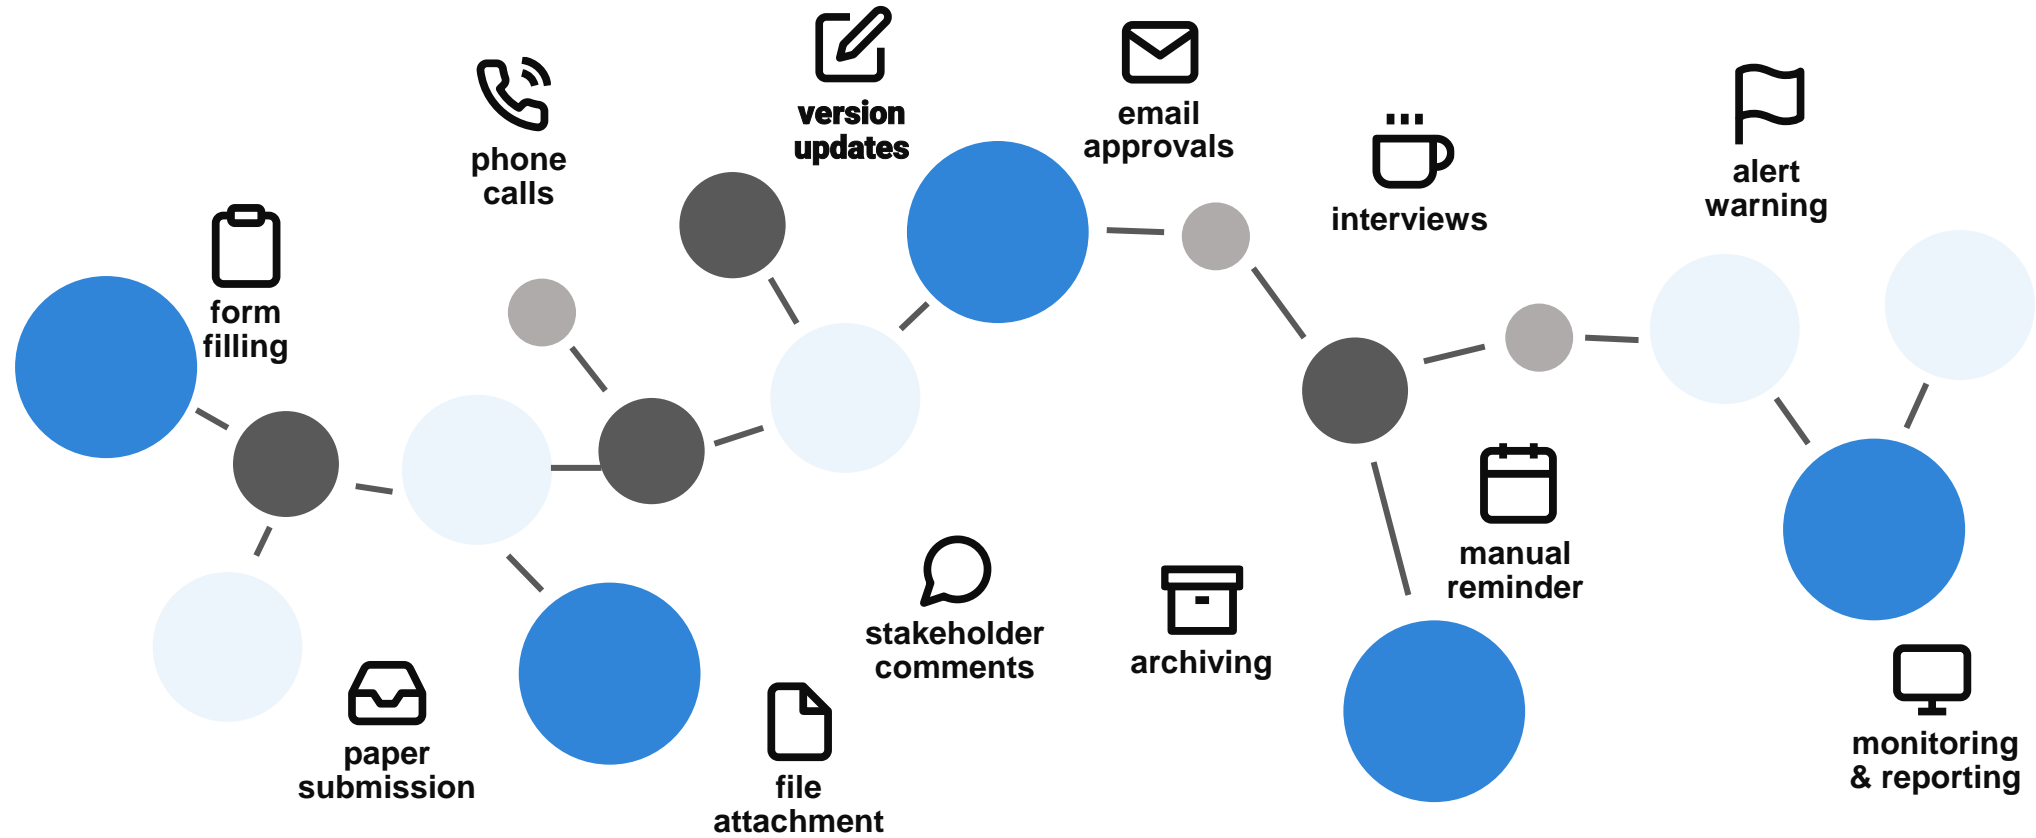 form
filling
phone
calls
version
updates
email
approvals
interviews
alert
warning
paper
submission
file
attachment
stakeholder
comments
archiving
manual
reminder
monitoring
& reporting